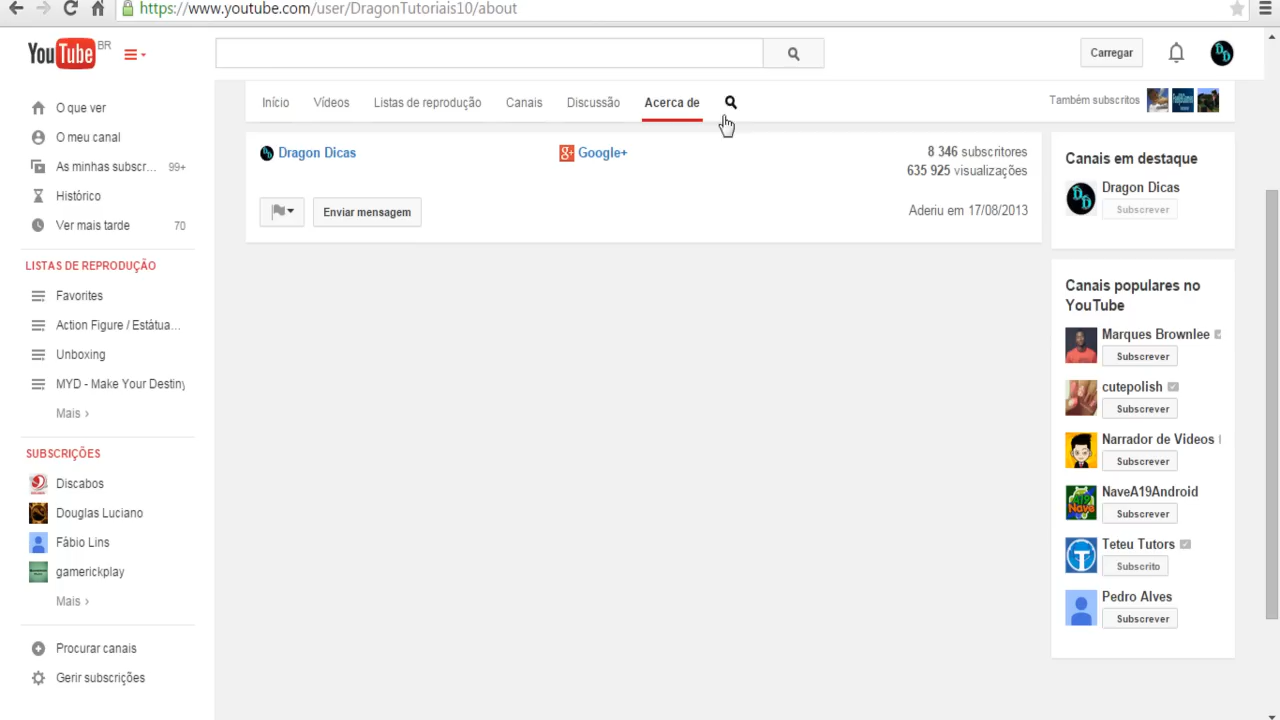 https://www.youtube.com/user/DragonTutoriais10/about
YouTube BR
Carregar
O que ver
O meu canal
As minhas subscr... 99+
Histórico
Ver mais tarde 70
LISTAS DE REPRODUÇÃO
Favorites
Action Figure / Estátua...
Unboxing
MYD - Make Your Destiny
Mais ›
SUBSCRIÇÕES
Discabos
Douglas Luciano
Fábio Lins
gamerickplay
Mais ›
Procurar canais
Gerir subscrições
Início Vídeos Listas de reprodução Canais Discussão Acerca de
Também subscritos
Dragon Dicas
Google+
8 346 subscritores
635 925 visualizações
Enviar mensagem
Aderiu em 17/08/2013
Canais em destaque
Dragon Dicas
Subscrever
Canais populares no
YouTube
Marques Brownlee
Subscrever
cutepolish
Subscrever
Narrador de Videos
Subscrever
NaveA19Android
Subscrever
Teteu Tutors
Subscrito
Pedro Alves
Subscrever